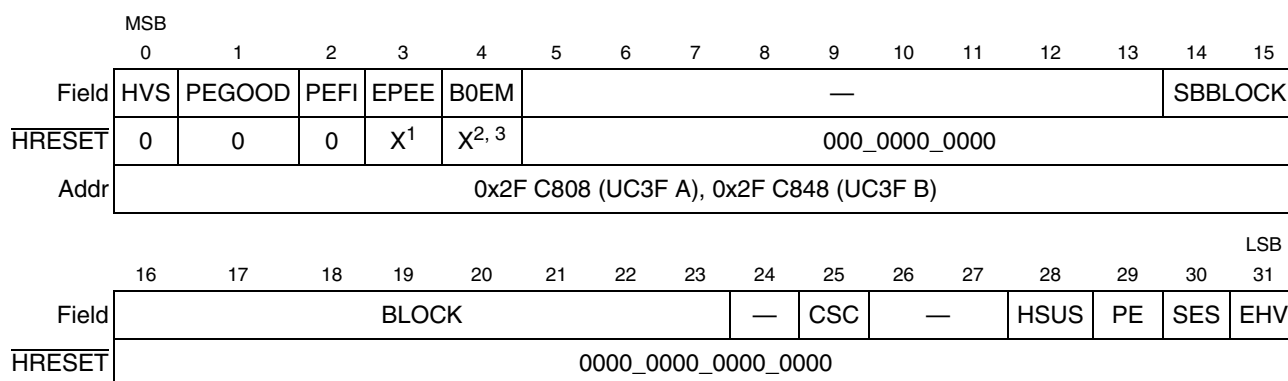 MSB
0 1 2 3 4 5 6 7 8 9 10 11 12 13 14 15
Field HVS PEGOOD PEFI EPEE B0EM — SBBLOCK
HRESET 0 0 0 X1 X2, 3 000_0000_0000
Addr 0x2F C808 (UC3F A), 0x2F C848 (UC3F B)
LSB
16 17 18 19 20 21 22 23 24 25 26 27 28 29 30 31
Field BLOCK — CSC — HSUS PE SES EHV
HRESET 0000_0000_0000_0000